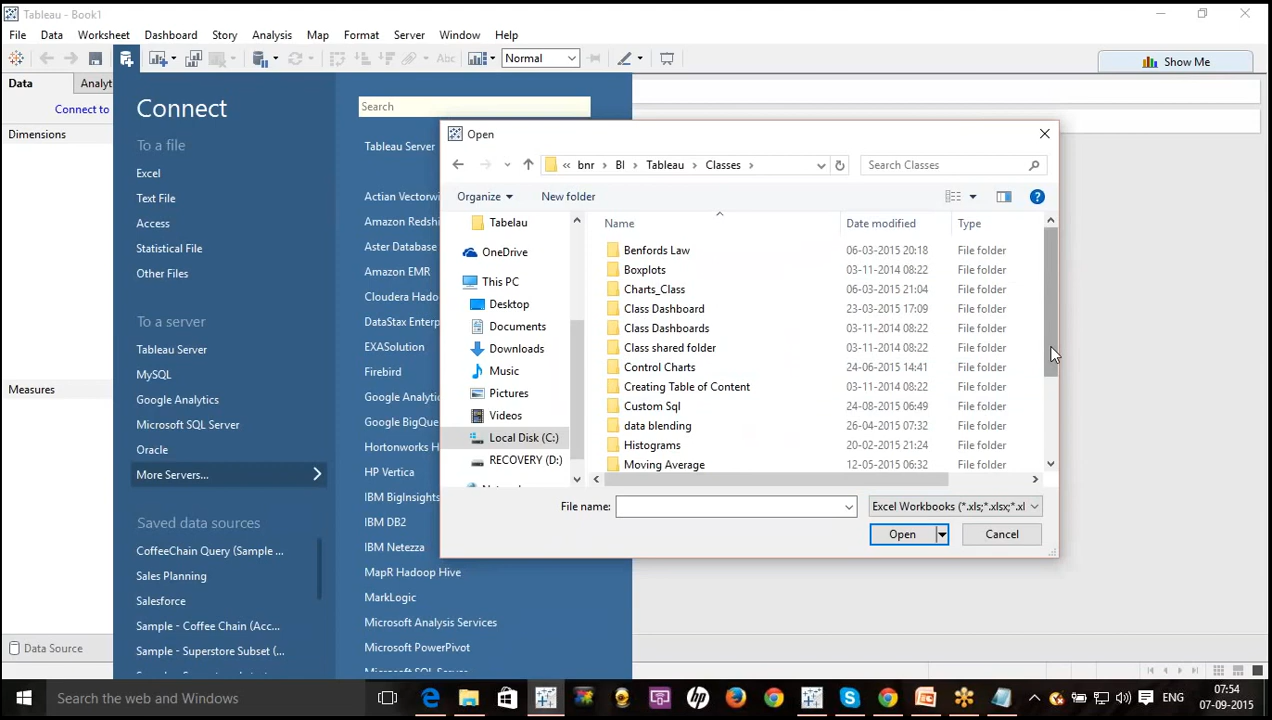 Tableau - Book1
File Data Worksheet Dashboard Story Analysis Map Format Server Window Help
Abc Normal Show Me
Data Analyt
Connect to
Dimensions
Measures
Data Source
Connect
To a file
Excel
Text File
Access
Statistical File
Other Files
To a server
Tableau Server
MySQL
Google Analytics
Microsoft SQL Server
Oracle
More Servers...
Saved data sources
CoffeeChain Query (Sample ...
Sales Planning
Salesforce
Sample - Coffee Chain (Acc...
Sample - Superstore Subset (...
Search
Tableau Server
Actian Vectorwi
Amazon Redshi
Aster Database
Amazon EMR
Cloudera Hado
DataStax Enterp
EXASolution
Firebird
Google Analytic
Google BigQue
Hortonworks H
HP Vertica
IBM BigInsights
IBM DB2
IBM Netezza
MapR Hadoop Hive
MarkLogic
Microsoft Analysis Services
Microsoft PowerPivot
Microsoft SQL Server
Open
« bnr › BI › Tableau › Classes ›
Search Classes
Organize New folder
Tabelau
OneDrive
This PC
Desktop
Documents
Downloads
Music
Pictures
Videos
Local Disk (C:)
RECOVERY (D:)
Name Date modified Type
Benfords Law 06-03-2015 20:18 File folder
Boxplots 03-11-2014 08:22 File folder
Charts_Class 06-03-2015 21:04 File folder
Class Dashboard 23-03-2015 17:09 File folder
Class Dashboards 03-11-2014 08:22 File folder
Class shared folder 03-11-2014 08:22 File folder
Control Charts 24-06-2015 14:41 File folder
Creating Table of Content 03-11-2014 08:22 File folder
Custom Sql 24-08-2015 06:49 File folder
data blending 26-04-2015 07:32 File folder
Histograms 20-02-2015 21:24 File folder
Moving Average 12-05-2015 06:32 File folder
File name: Excel Workbooks (*.xls;*.xlsx;*.xl
Open Cancel
Search the web and Windows
ENG
07:54
07-09-2015